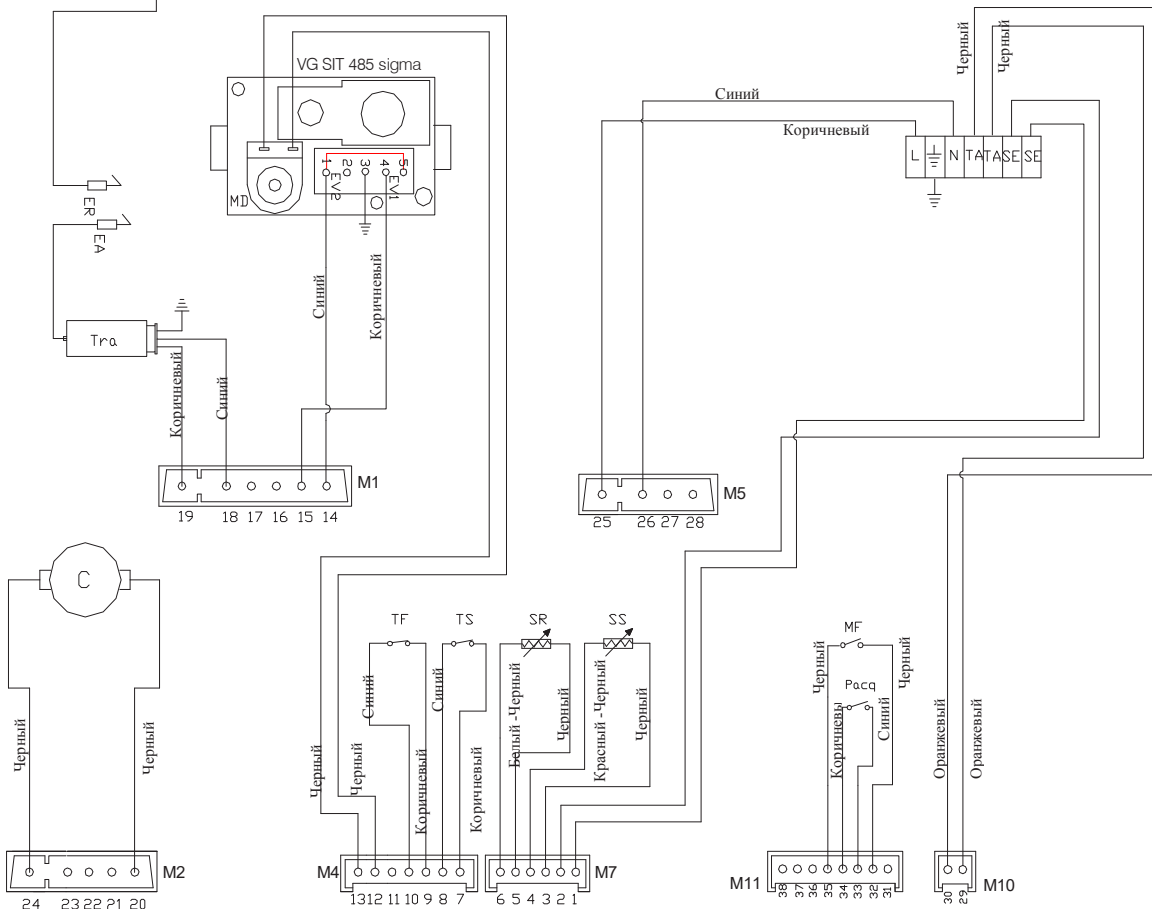 VG SIT 485 sigma
MD
1
2
3
4
5
EV2
EV1
ER
EA
Tra
Синий
Коричневый
Коричневый
Синий
M1
19 18 17 16 15 14
Синий
Коричневый
Черный
Черный
L N TA TA SE SE
M5
25 26 27 28
C
Черный
Черный
M2
24 23 22 21 20
TF TS SR SS
Черный
Черный
Синий
Коричневый
Синий
Коричневый
Белый -Черный
Черный
Красный -Черный
Черный
M4
13 12 11 10 9 8 7
M7
6 5 4 3 2 1
MF
Pacq
Черный
Коричневы
Синий
Черный
M11
38 37 36 35 34 33 32 31
Оранжевый
Оранжевый
M10
30 29